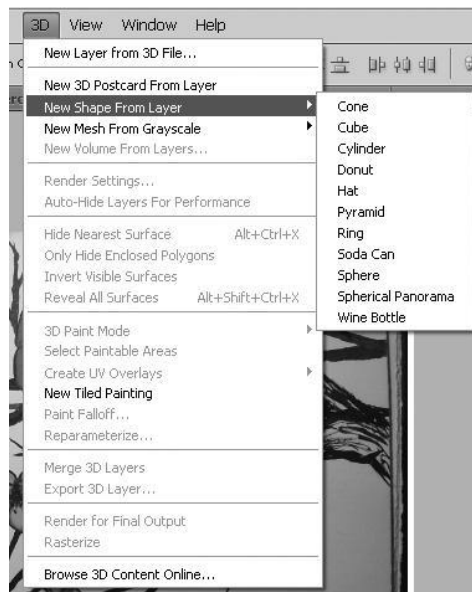 3D View Window Help
New Layer from 3D File...
New 3D Postcard From Layer
New Shape From Layer
New Mesh From Grayscale
New Volume From Layers...
Render Settings...
Auto-Hide Layers For Performance
Hide Nearest Surface Alt+Ctrl+X
Only Hide Enclosed Polygons
Invert Visible Surfaces
Reveal All Surfaces Alt+Shift+Ctrl+X
3D Paint Mode
Select Paintable Areas
Create UV Overlays
New Tiled Painting
Paint Falloff...
Reparameterize...
Merge 3D Layers
Export 3D Layer...
Render for Final Output
Rasterize
Browse 3D Content Online...
Cone
Cube
Cylinder
Donut
Hat
Pyramid
Ring
Soda Can
Sphere
Spherical Panorama
Wine Bottle